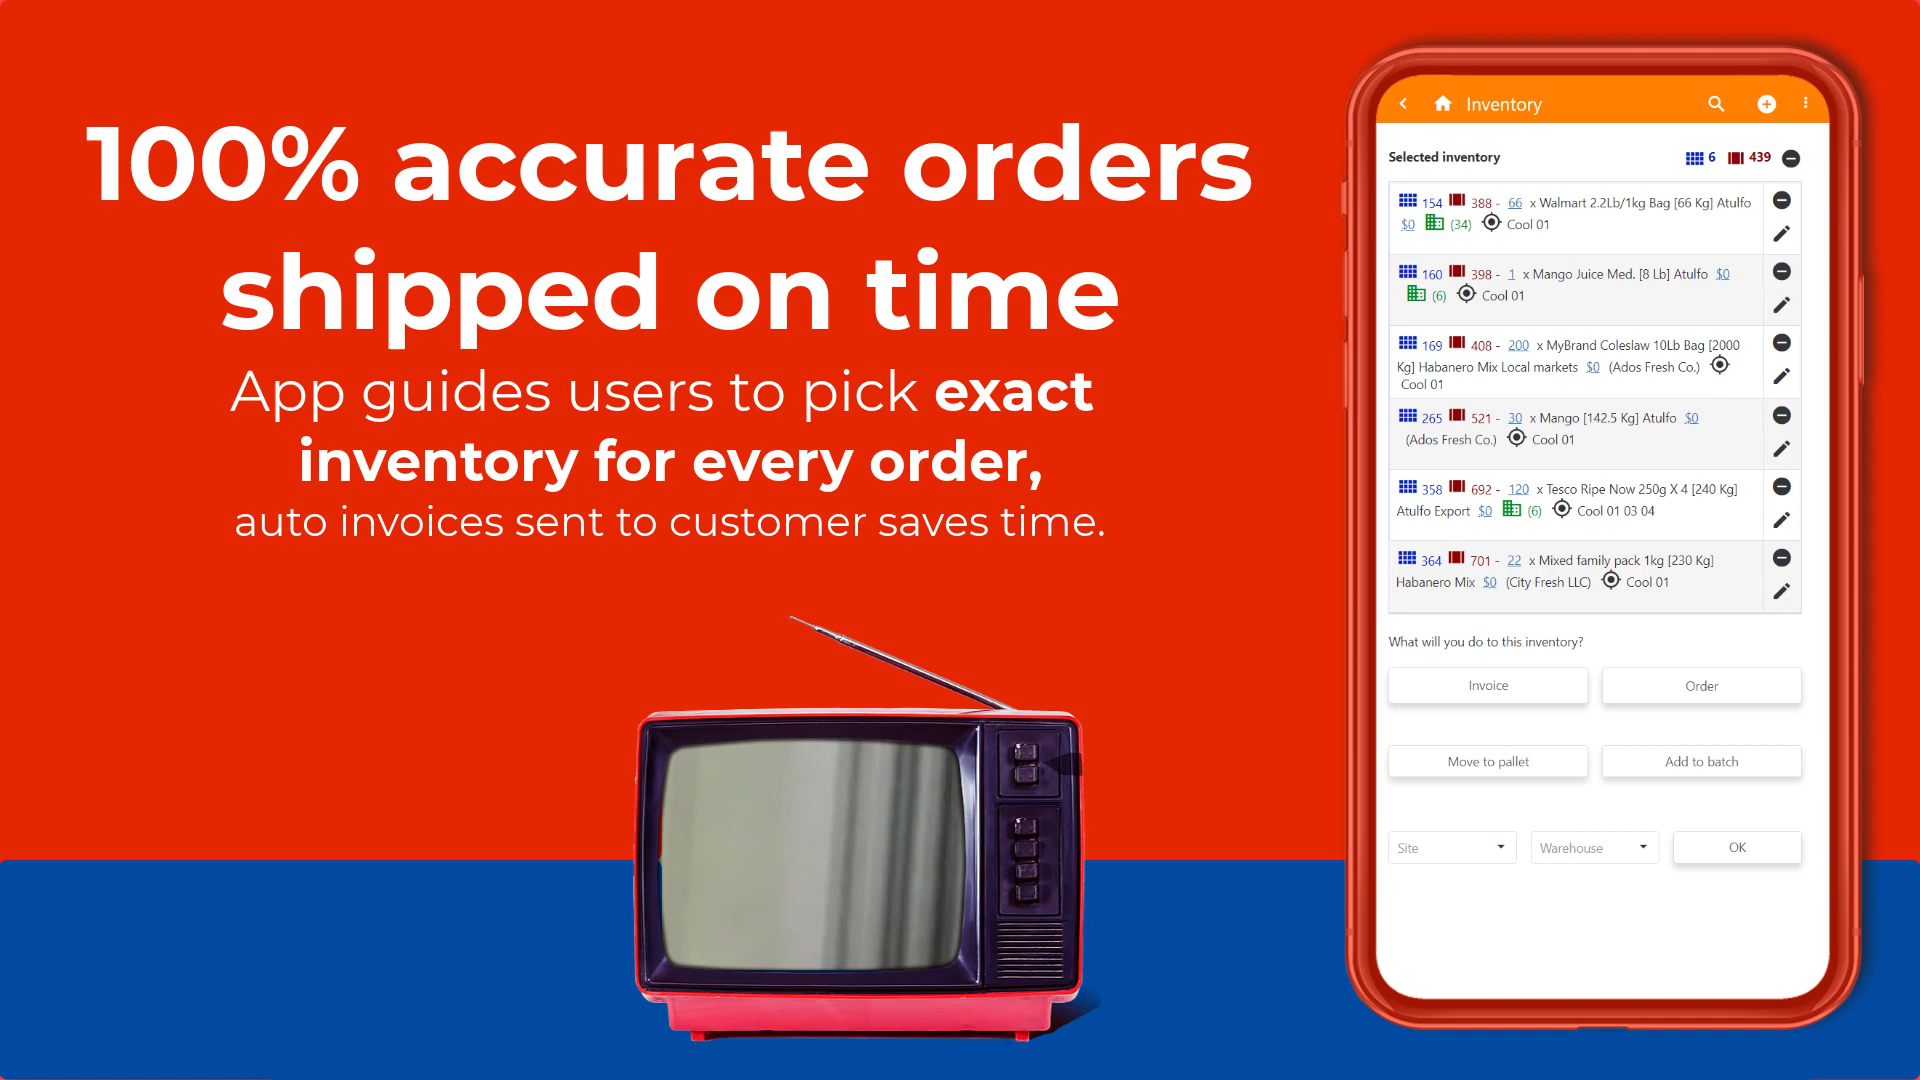 100% accurate orders
shipped on time
App guides users to pick exact
inventory for every order,
auto invoices sent to customer saves time.
Inventory
Selected inventory 6 439
154 388 - 66 x Walmart 2.2Lb/1kg Bag [66 Kg] Atulfo
$0 (34) Cool 01
160 398 - 1 x Mango Juice Med. [8 Lb] Atulfo $0
(6) Cool 01
169 408 - 200 x MyBrand Coleslaw 10Lb Bag [2000
Kg] Habanero Mix Local markets $0 (Ados Fresh Co.)
Cool 01
265 521 - 30 x Mango [142.5 Kg] Atulfo $0
(Ados Fresh Co.) Cool 01
358 692 - 120 x Tesco Ripe Now 250g X 4 [240 Kg]
Atulfo Export $0 (6) Cool 01 03 04
364 701 - 22 x Mixed family pack 1kg [230 Kg]
Habanero Mix $0 (City Fresh LLC) Cool 01
What will you do to this inventory?
Invoice Order
Move to pallet Add to batch
Site Warehouse OK